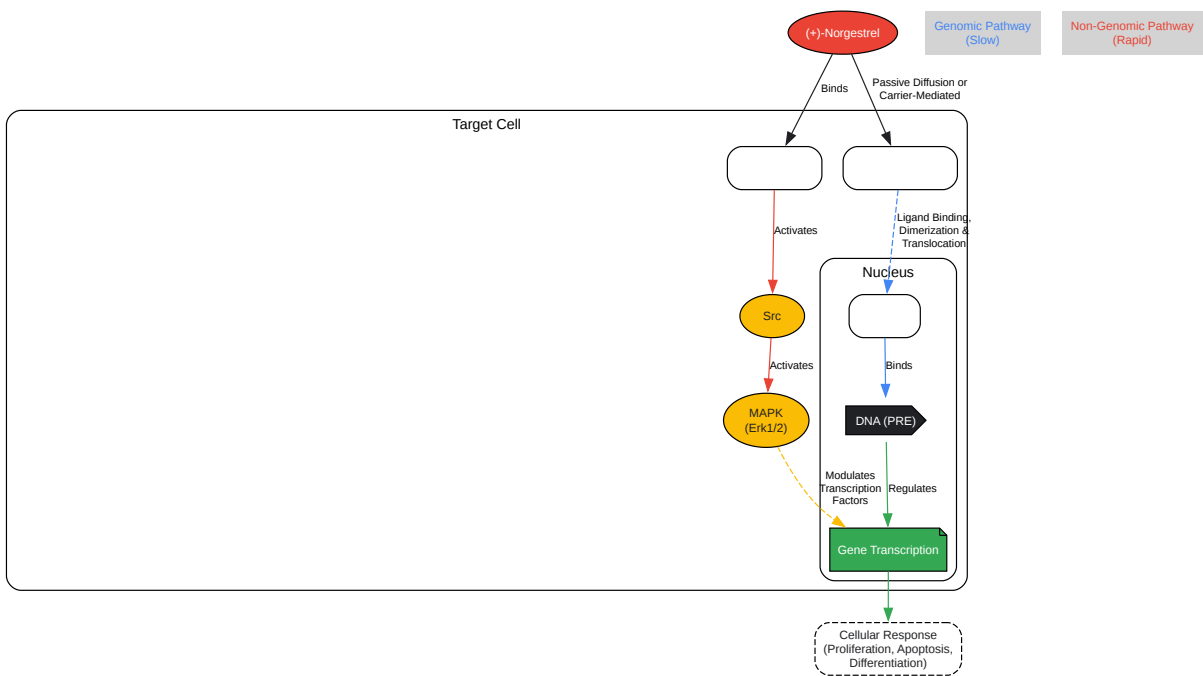 (+)-Norgestrel
Genomic Pathway
(Slow)
Non-Genomic Pathway
(Rapid)
Binds
Passive Diffusion or
Carrier-Mediated
Target Cell
Activates
Ligand Binding,
Dimerization &
Translocation
Nucleus
Src
Activates
Binds
MAPK
(Erk1/2)
DNA (PRE)
Modulates
Transcription
Factors
Regulates
Gene Transcription
Cellular Response
(Proliferation, Apoptosis,
Differentiation)